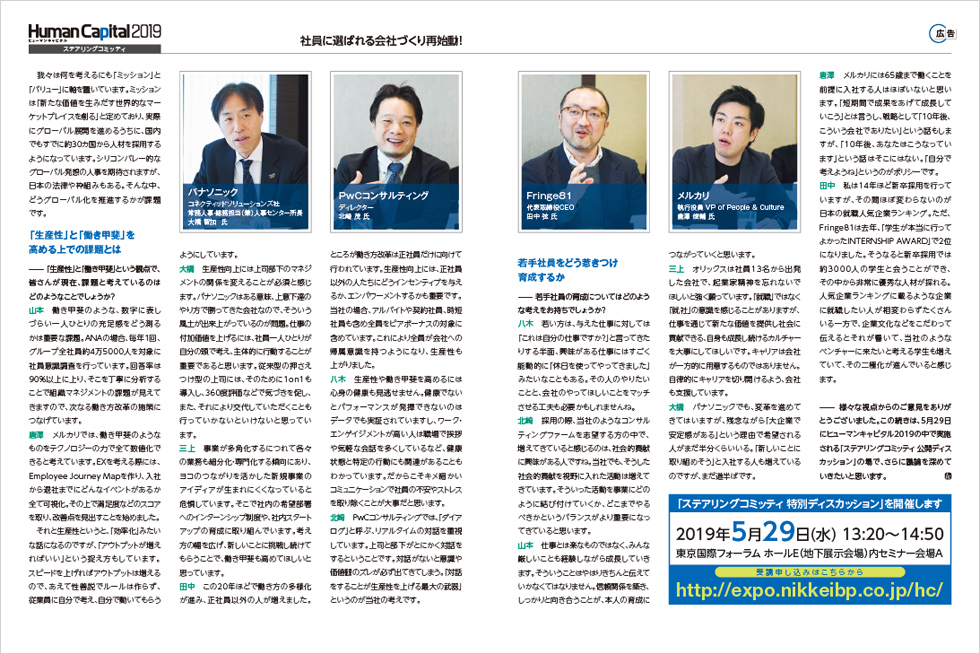 Human Capital 2019
ヒューマンキャピタル
ステアリングコミッティ
社員に選ばれる会社づくり再始動!
広告
我々は何を考えるにも「ミッション」と
「バリュー」に軸を置いています。ミッション
は「新たな価値を生みだす世界的なマー
ケットプレイスを創る」と定めており、実際
にグローバル展開を進めるうちに、国内
でもすでに約30カ国から人材を採用する
ようになっています。シリコンバレー的な
グローバル発想の人事を期待されますが、
日本の法律や枠組みもある。そんな中、
どうグローバル化を推進するかが課題
です。
「生産性」と「働き甲斐」を
高める上での課題とは
―― 「生産性」と「働き甲斐」という観点で、
皆さんが現在、課題と考えているのは
どのようなことでしょうか?
山本 働き甲斐のような、数字に表し
づらい一人ひとりの充足感をどう測る
かは重要な課題。ANAの場合、毎年1回、
グループ全社員約4万5000人を対象に
社員意識調査を行っています。回答率は
90%以上に上り、そこを丁寧に分析する
ことで組織マネジメントの課題が見えて
きますので、次なる働き方改革の施策に
つなげています。
唐澤 メルカリでは、働き甲斐のような
ものをテクノロジーの力で全て数値化で
きると考えています。EXを考える際には、
Employee Journey Mapを作り、入社
から退社までにどんなイベントがあるか
全て可視化。その上で満足度などのスコア
を取り、改善点を見出すことを始めました。
それと生産性というと、「効率化」みたい
な話になるのですが、「アウトプットが増え
ればいい」という捉え方もしています。
スピードを上げればアウトプットは増える
ので、あえて性善説でルールは作らず、
従業員に自分で考え、自分で動いてもらう
パナソニック
コネクティッドソリューションズ社
常務人事・総務担当(兼)人事センター所長
大橋 智加 氏
ようにしています。
大橋 生産性向上には上司部下のマネジ
メントの関係を変えることが必須と感じ
ます。パナソニックはある意味、上意下達の
やり方で勝ってきた会社なので、そういう
風土が出来上がっているのが問題。仕事の
付加価値を上げるには、社員一人ひとりが
自分の頭で考え、主体的に行動することが
重要であると思います。従来型の押さえ
つけ型の上司には、そのために1on1も
導入し、360度評価などで気づきを促し、
また、それにより交代していただくことも
行っていかないといけないと思ってい
ます。
三上 事業が多角化するにつれて各々
の業務も細分化・専門化する傾向にあり、
ヨコのつながりを活かした新規事業の
アイディアが生まれにくくなっていると
危惧しています。そこで社内の希望部署
へのインターンシップ制度や、社内スタート
アップの育成に取り組んでいます。考え
方の幅を広げ、新しいことに挑戦し続けて
もらうことで、働き甲斐も高めてほしいと
思っています。
田中 この20年ほどで働き方の多様化
が進み、正社員以外の人が増えました。
PwCコンサルティング
ディレクター
北崎 茂 氏
ところが働き方改革は正社員だけに向けて
行われています。生産性向上には、正社員
以外の人たちにどうインセンティブを与え
るか、エンパワーメントするかも重要です。
当社の場合、アルバイトや契約社員、時短
社員も含め全員をピアボーナスの対象に
含めています。これにより全員が会社への
帰属意識を持つようになり、生産性も
上がりました。
八木 生産性や働き甲斐を高めるには
心身の健康も見逃せません。健康でない
とパフォーマンスが発揮できないのは
データでも実証されていますし、ワーク・
エンゲイジメントが高い人は職場で挨拶
や気軽な会話を多くしているなど、健康
状態と特定の行動にも関連があることも
わかっています。だからこそキメ細かい
コミュニケーションで社員の不安やストレス
を取り除くことが大事だと思います。
北崎 PwCコンサルティングでは、「ダイア
ログ」と呼ぶ、リアルタイムの対話を重視
しています。上司と部下がとにかく対話を
するということです。対話がないと意識や
価値観のズレが必ず出てきてしまう。「対話
をすることが生産性を上げる最大の武器」
というのが当社の考えです。
Fringe81
代表取締役CEO
田中 弦 氏
若手社員をどう惹きつけ
育成するか
―― 若手社員の育成についてはどのよう
な考えをお持ちでしょうか?
八木 若い方は、与えた仕事に対しては
「これは自分の仕事ですか?」と言ってき
たりする半面、興味がある仕事にはすごく
能動的に「休日を使ってやってきました」
みたいなこともある。その人のやりたい
ことと、会社のやってほしいことをマッチ
させる工夫も必要かもしれませんね。
北崎 採用の際、当社のようなコンサル
ティングファームを志望する方の中で、
増えてきていると感じるのは、社会的貢献
に興味がある人ですね。当社でも、そうした
社会的貢献を視野に入れた活動は増えて
きています。そういった活動を事業にどの
ように結び付けていくか、どこまでやる
べきかというバランスがより重要になっ
てきていると思います。
山本 仕事とは楽なものではなく、みんな
厳しいことも経験しながら成長していきま
す。そういうことはやはりきちんと伝えて
いかなくてはなりません。信頼関係を築き、
しっかりと向き合うことが、本人の育成に
メルカリ
執行役員 VP of People & Culture
唐澤 俊輔 氏
つながっていくと思います。
三上 オリックスは社員13名から出発
した会社で、起業家精神を忘れないで
ほしいと強く願っています。「就職」ではなく
「就社」の意識を感じることがありますが、
仕事を通じて新たな価値を提供し社会に
貢献できる、自身も成長し続けるカルチャー
を大事にしてほしいです。キャリアは会社
が一方的に用意するものではありません。
自律的にキャリアを切り開けるよう、会社
も支援しています。
大橋 パナソニックでも、変革を進めて
きてはいますが、残念ながら「大企業で
安定感がある」という理由で希望される
人がまだ半分くらいいる。「新しいことに
取り組めそう」と入社する人も増えている
のですが、まだ過半ばです。
唐澤 メルカリには65歳まで働くことを
前提に入社する人はほぼいないと思い
ます。「短期間で成果をあげて成長して
いこう」とは言うし、戦略として「10年後、
こういう会社でありたい」という話もしま
すが、「10年後、あなたはこうなってい
ます」という話はそこにはない。「自分で
考えようね」というのがポリシーです。
田中 私は14年ほど新卒採用を行って
いますが、その間ほぼ変わらないのが
日本の就職人気企業ランキング。ただ、
Fringe81は去年、「学生が本当に行って
よかったINTERNSHIP AWARD」で2位
になりました。そうなると新卒採用では
約3000人の学生と会うことができ、
その中から非常に優秀な人材が採れる。
人気企業ランキングに載るような企業
に就職したい人が相変わらずたくさん
いる一方で、企業文化などをこだわって
伝えるとそれが響いて、当社のような
ベンチャーに来たいと考える学生も増え
ていて、その二極化が進んでいると感じ
ます。
―― 様々な視点からのご意見をありが
とうございました。この続きは、5月29日
にヒューマンキャピタル2019の中で実施
される「ステアリングコミッティ 公開ディス
カッション」の場で、さらに議論を深めて
いきたいと思います。
「ステアリングコミッティ 特別ディスカッション」を開催します
2019年5月29日(水) 13:20〜14:50
東京国際フォーラム ホールE(地下展示会場)内セミナー会場A
受講申し込みはこちらから
http://expo.nikkeibp.co.jp/hc/